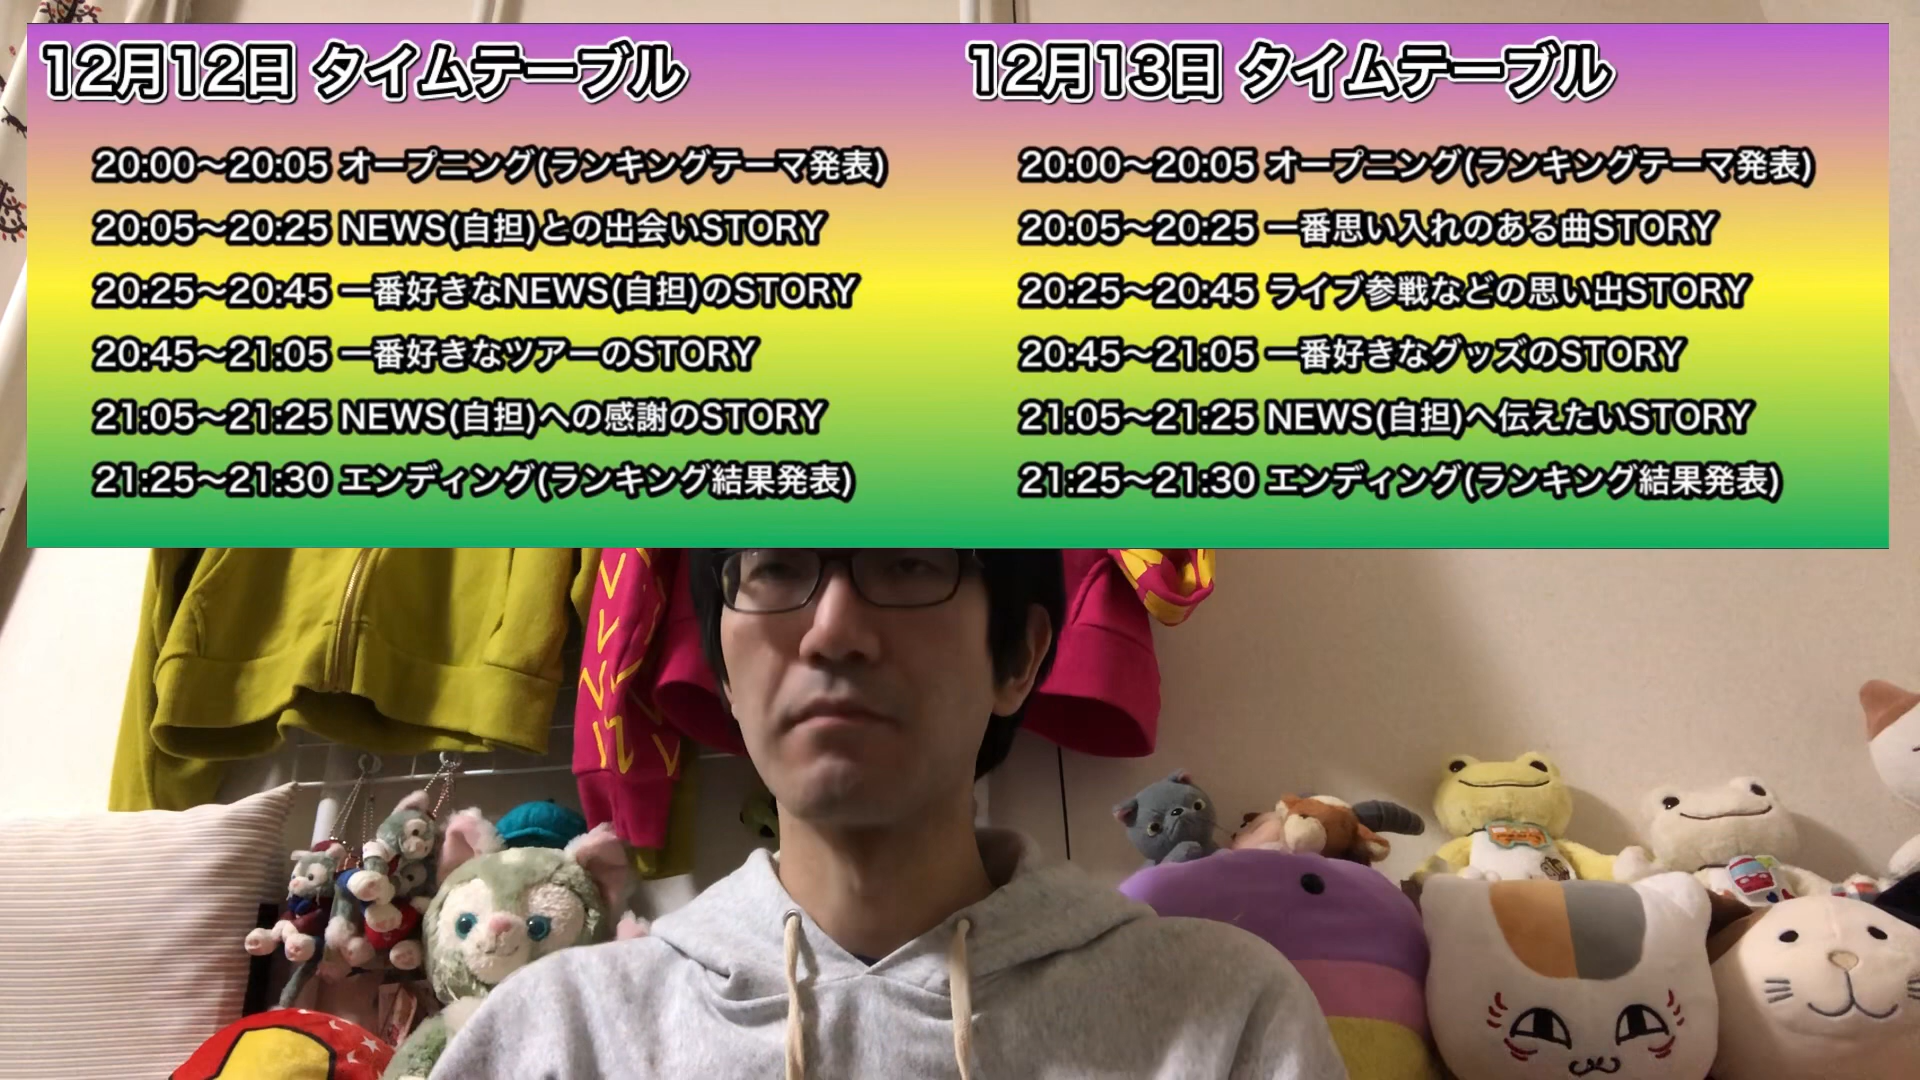 12月12日 タイムテーブル
20:00〜20:05 オープニング(ランキングテーマ発表)
20:05〜20:25 NEWS(自担)との出会いSTORY
20:25〜20:45 一番好きなNEWS(自担)のSTORY
20:45〜21:05 一番好きなツアーのSTORY
21:05〜21:25 NEWS(自担)への感謝のSTORY
21:25〜21:30 エンディング(ランキング結果発表)
12月13日 タイムテーブル
20:00〜20:05 オープニング(ランキングテーマ発表)
20:05〜20:25 一番思い入れのある曲STORY
20:25〜20:45 ライブ参戦などの思い出STORY
20:45〜21:05 一番好きなグッズのSTORY
21:05〜21:25 NEWS(自担)へ伝えたいSTORY
21:25〜21:30 エンディング(ランキング結果発表)